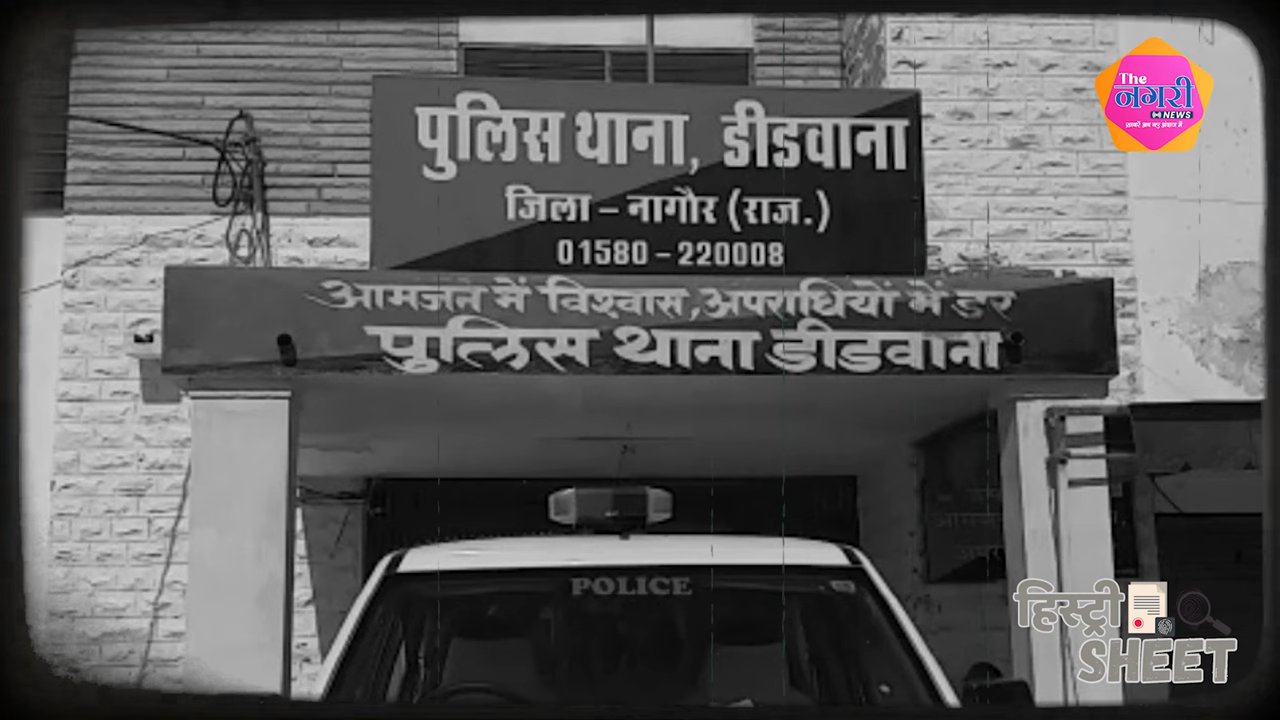 पुलिस थाना, डीडवाना
जिला – नागौर (राज.)
01580 – 220008
आमजन में विश्वास, अपराधियों में डर
पुलिस थाना डीडवाना
POLICE
The
नगरी
NEWS
हिस्ट्री
SHEET